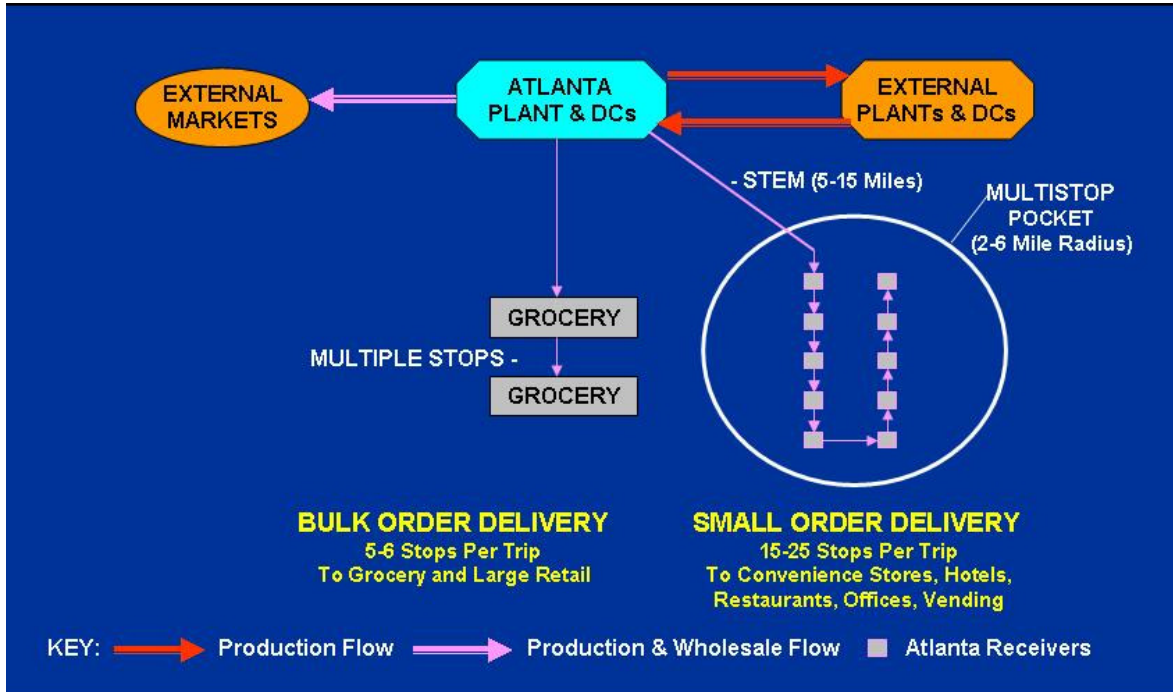 EXTERNAL
MARKETS
ATLANTA
PLANT & DCs
EXTERNAL
PLANTs & DCs
- STEM (5-15 Miles)
MULTISTOP
POCKET
(2-6 Mile Radius)
GROCERY
MULTIPLE STOPS -
GROCERY
BULK ORDER DELIVERY
5-6 Stops Per Trip
To Grocery and Large Retail
SMALL ORDER DELIVERY
15-25 Stops Per Trip
To Convenience Stores, Hotels,
Restaurants, Offices, Vending
KEY: Production Flow Production & Wholesale Flow Atlanta Receivers